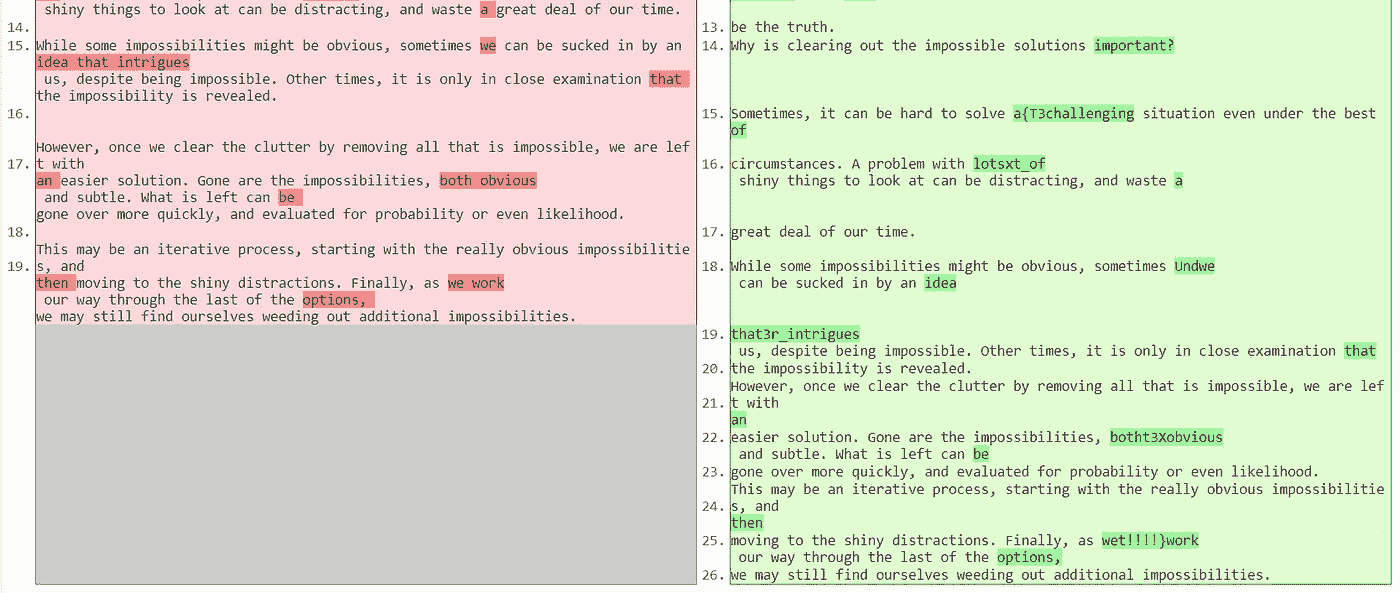 shiny things to look at can be distracting, and waste a great deal of our time.
14.
15. While some impossibilities might be obvious, sometimes we can be sucked in by an
idea that intrigues
us, despite being impossible. Other times, it is only in close examination that
the impossibility is revealed.
16.
However, once we clear the clutter by removing all that is impossible, we are lef
17. t with
an easier solution. Gone are the impossibilities, both obvious
and subtle. What is left can be
gone over more quickly, and evaluated for probability or even likelihood.
18.
This may be an iterative process, starting with the really obvious impossibilitie
19. s, and
then moving to the shiny distractions. Finally, as we work
our way through the last of the options,
we may still find ourselves weeding out additional impossibilities.
13. be the truth.
14. Why is clearing out the impossible solutions important?
15. Sometimes, it can be hard to solve a{T3challenging situation even under the best
of
16. circumstances. A problem with lotsxt_of
shiny things to look at can be distracting, and waste a
17. great deal of our time.
18. While some impossibilities might be obvious, sometimes Undwe
can be sucked in by an idea
19. that3r_intrigues
us, despite being impossible. Other times, it is only in close examination that
20. the impossibility is revealed.
However, once we clear the clutter by removing all that is impossible, we are lef
21. t with
an
22. easier solution. Gone are the impossibilities, botht3Xobvious
and subtle. What is left can be
23. gone over more quickly, and evaluated for probability or even likelihood.
This may be an iterative process, starting with the really obvious impossibilitie
24. s, and
then
25. moving to the shiny distractions. Finally, as wet!!!!}work
our way through the last of the options,
26. we may still find ourselves weeding out additional impossibilities.